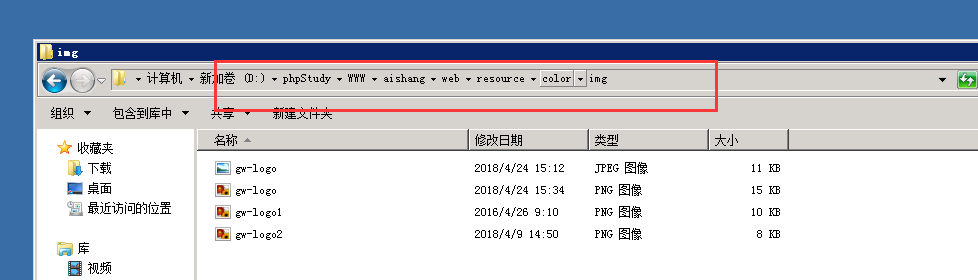 img
计算机 新加卷 (D:) phpStudy WWW aishang web resource color img
组织 包含到库中 共享 新建文件夹
名称 修改日期 类型 大小
收藏夹
下载
桌面
最近访问的位置
库
视频
gw-logo 2018/4/24 15:12 JPEG 图像 11 KB
gw-logo 2018/4/24 15:34 PNG 图像 15 KB
gw-logo1 2016/4/26 9:10 PNG 图像 10 KB
gw-logo2 2018/4/9 14:50 PNG 图像 8 KB